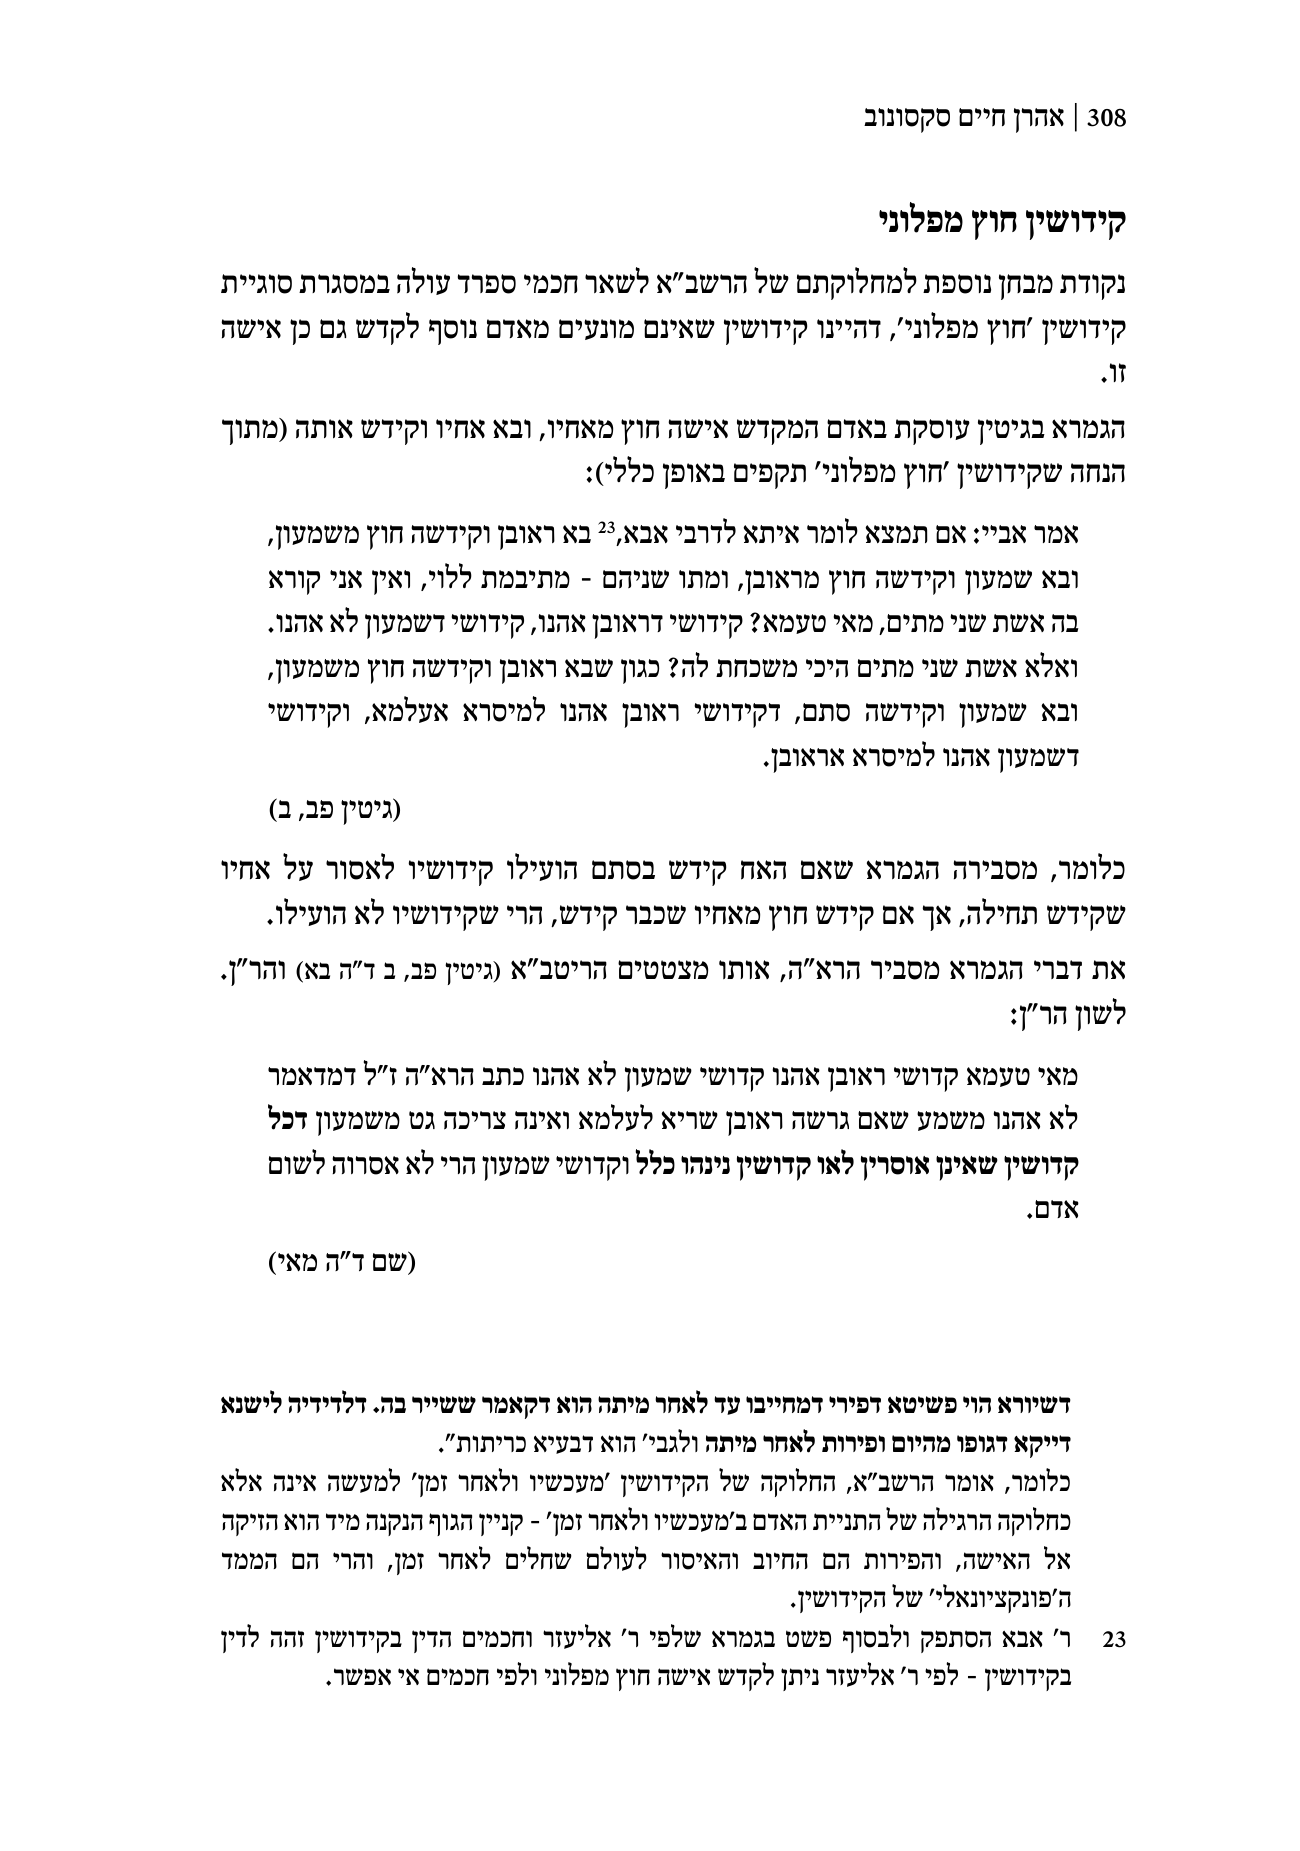 308 | אהרן חיים סקסונוב
קידושין חוץ מפלוני
נקודת מבחן נוספת למחלוקתם של הרשב"א לשאר חכמי ספרד עולה במסגרת סוגיית
קידושין 'חוץ מפלוני', דהיינו קידושין שאינם מונעים מאדם נוסף לקדש גם כן אישה
זו.
הגמרא בגיטין עוסקת באדם המקדש אישה חוץ מאחיו, ובא אחיו וקידש אותה (מתוך
הנחה שקידושין 'חוץ מפלוני' תקפים באופן כללי):
אמר אביי: אם תמצא לומר איתא לדרבי אבא,23 בא ראובן וקידשה חוץ משמעון,
ובא שמעון וקידשה חוץ מראובן, ומתו שניהם - מתיבמת ללוי, ואין אני קורא
בה אשת שני מתים, מאי טעמא? קידושי דראובן אהנו, קידושי דשמעון לא אהנו.
ואלא אשת שני מתים היכי משכחת לה? כגון שבא ראובן וקידשה חוץ משמעון,
ובא שמעון וקידשה סתם, דקידושי ראובן אהנו למיסרא אעלמא, וקידושי
דשמעון אהנו למיסרא אראובן.
(גיטין פב, ב)
כלומר, מסבירה הגמרא שאם האח קידש בסתם הועילו קידושיו לאסור על אחיו
שקידש תחילה, אך אם קידש חוץ מאחיו שכבר קידש, הרי שקידושיו לא הועילו.
את דברי הגמרא מסביר הרא"ה, אותו מצטטים הריטב"א (גיטין פב, ב ד"ה בא) והר"ן.
לשון הר"ן:
מאי טעמא קדושי ראובן אהנו קדושי שמעון לא אהנו כתב הרא"ה ז"ל דמדאמר
לא אהנו משמע שאם גרשה ראובן שריא לעלמא ואינה צריכה גט משמעון דכל
קדושין שאינן אוסרין לאו קדושין נינהו כלל וקדושי שמעון הרי לא אסרוה לשום
אדם.
(שם ד"ה מאי)
דשיורא הוי פשיטא דפירי דמחייבו עד לאחר מיתה הוא דקאמר ששייר בה. דלדידיה לישנא
דייקא דגופו מהיום ופירות לאחר מיתה ולגבי' הוא דבעיא כריתות".
כלומר, אומר הרשב"א, החלוקה של הקידושין 'מעכשיו ולאחר זמן' למעשה אינה אלא
כחלוקה הרגילה של התניית האדם ב'מעכשיו ולאחר זמן' - קניין הגוף הנקנה מיד הוא הזיקה
אל האישה, והפירות הם החיוב והאיסור לעולם שחלים לאחר זמן, והרי הם הממד
ה'פונקציונאלי' של הקידושין.
23 ר' אבא הסתפק ולבסוף פשט בגמרא שלפי ר' אליעזר וחכמים הדין בקידושין זהה לדין
בקידושין - לפי ר' אליעזר ניתן לקדש אישה חוץ מפלוני ולפי חכמים אי אפשר.